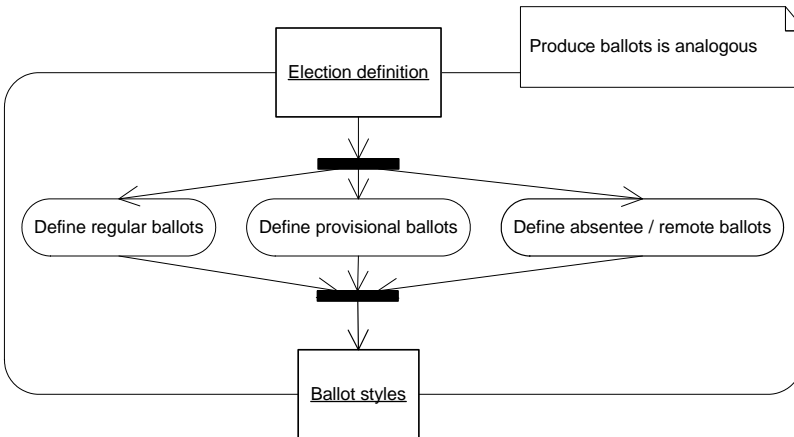 Produce ballots is analogous
Election definition
Define regular ballots
Define provisional ballots
Define absentee / remote ballots
Ballot styles